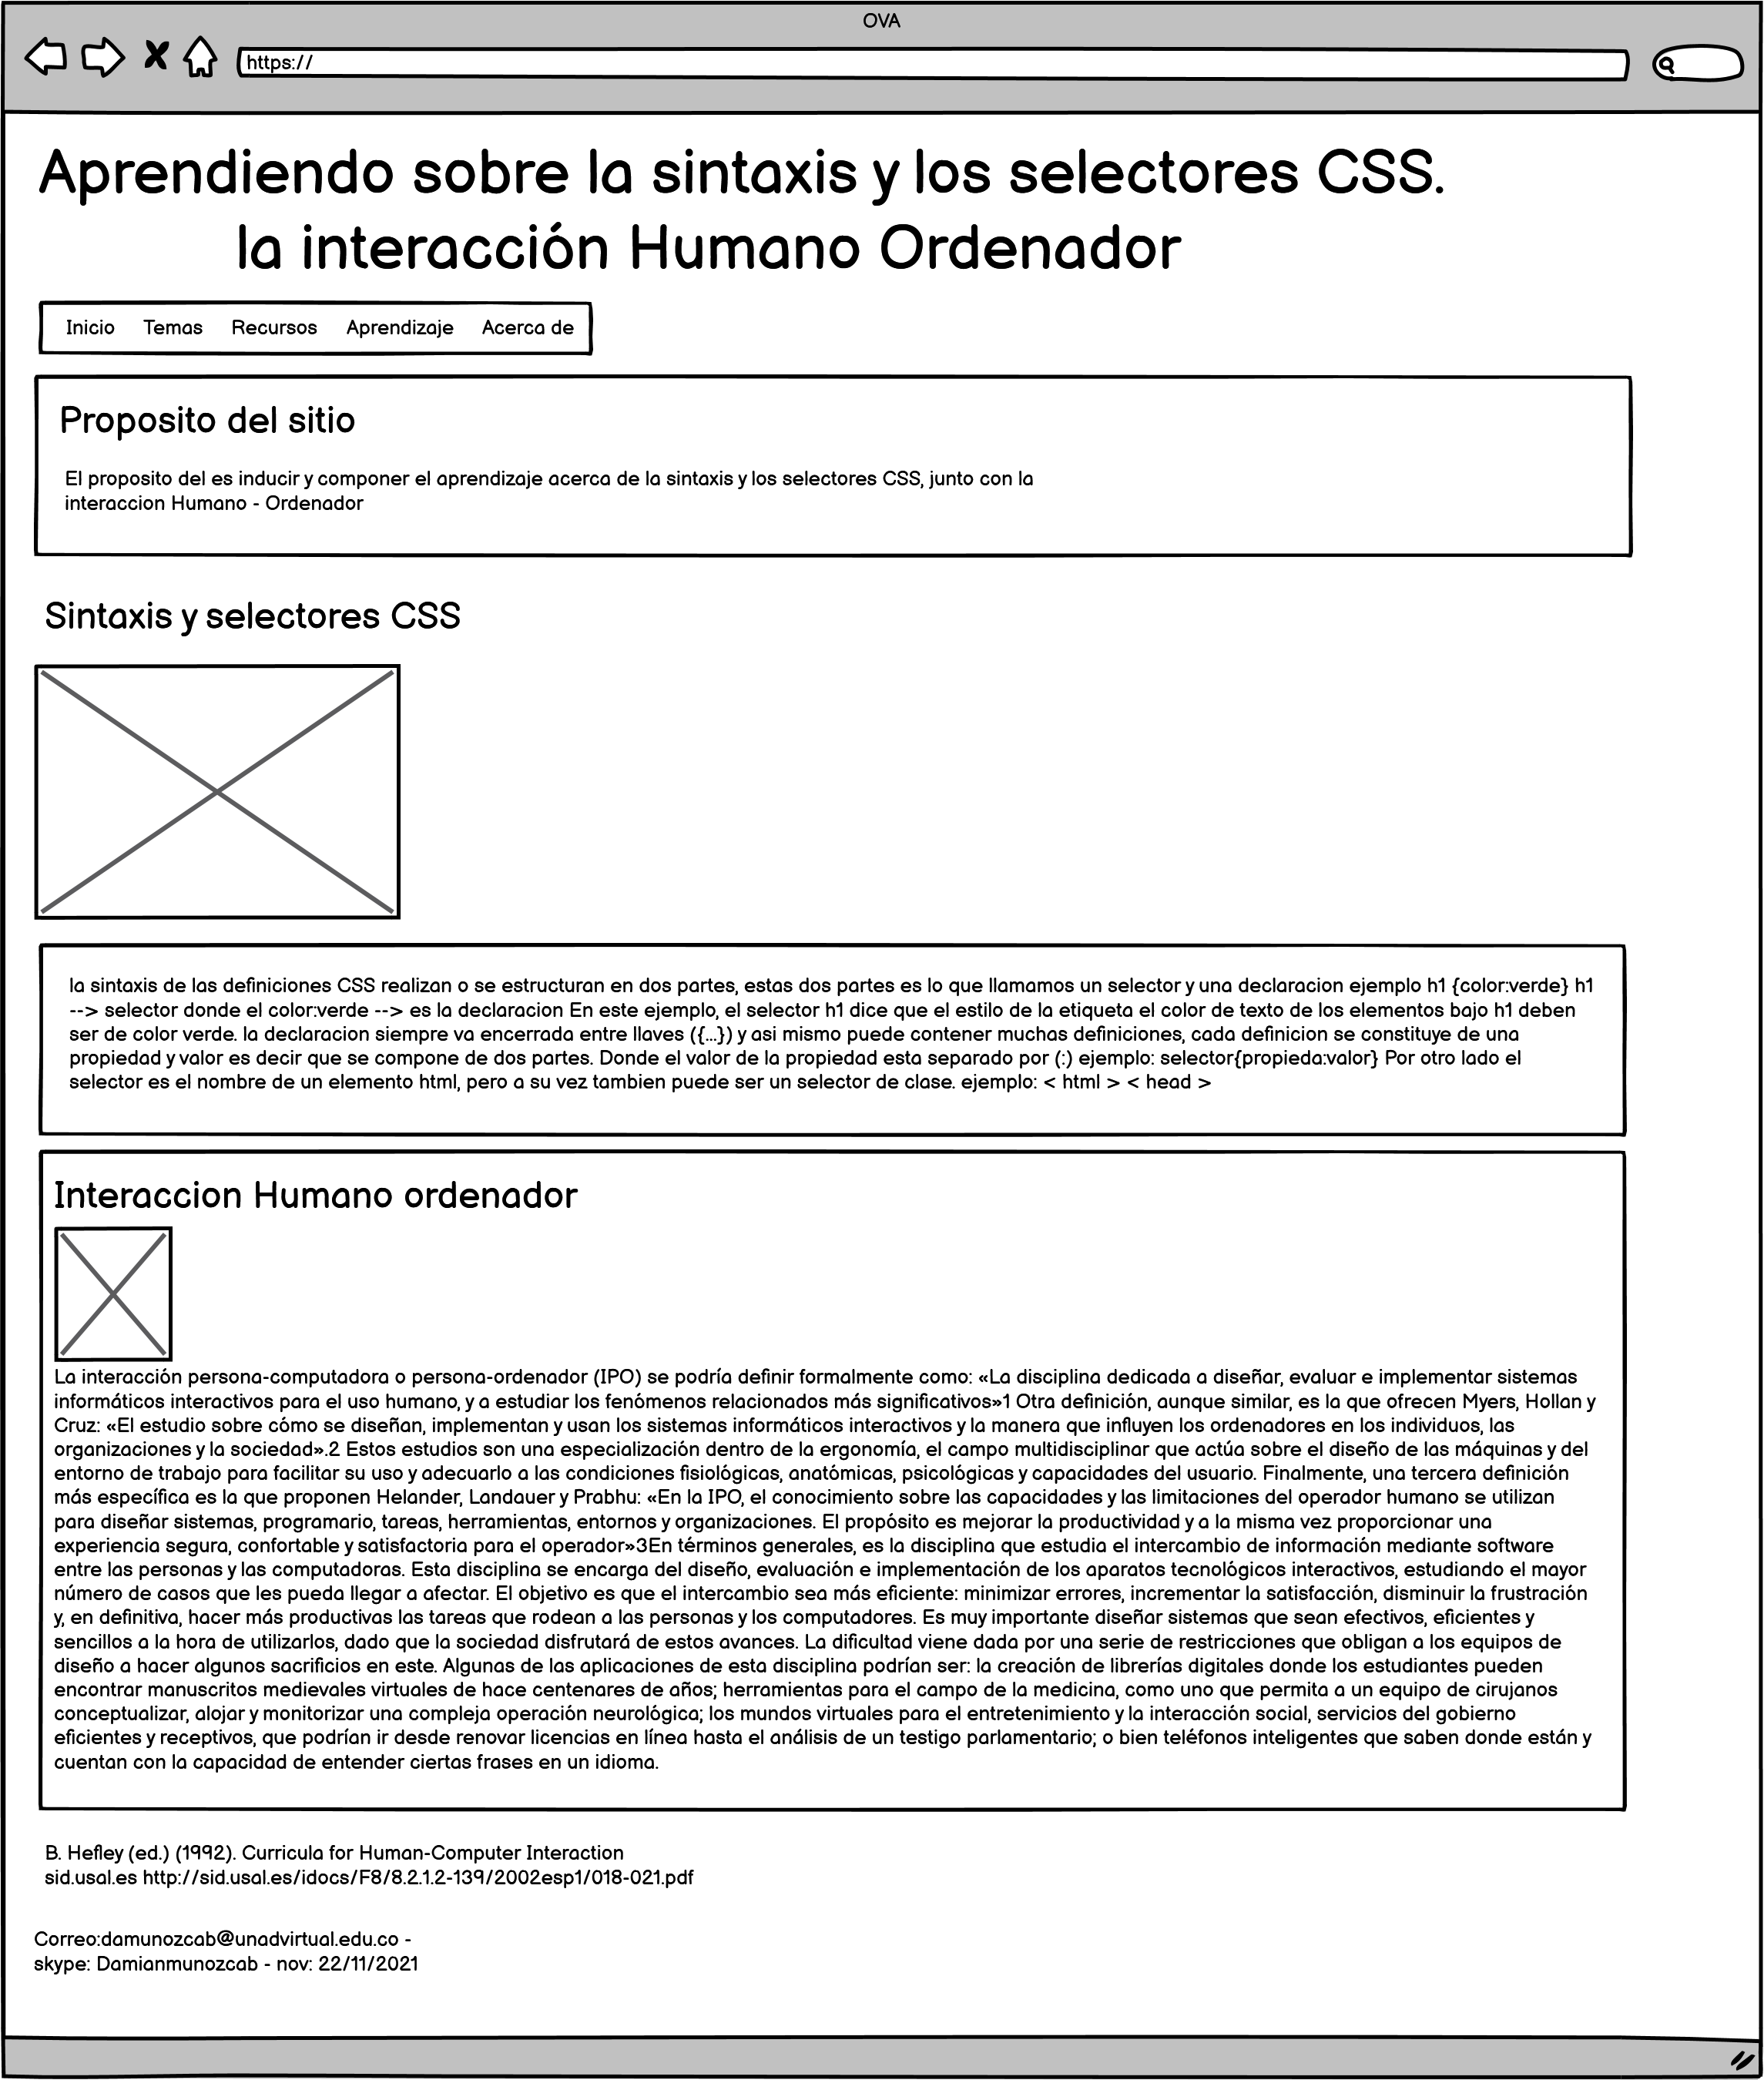 OVA
https://
Aprendiendo sobre la sintaxis y los selectores CSS.
la interacción Humano Ordenador
Inicio Temas Recursos Aprendizaje Acerca de
Proposito del sitio
El proposito del es inducir y componer el aprendizaje acerca de la sintaxis y los selectores CSS, junto con la
interaccion Humano - Ordenador
Sintaxis y selectores CSS
la sintaxis de las definiciones CSS realizan o se estructuran en dos partes, estas dos partes es lo que llamamos un selector y una declaracion ejemplo h1 {color:verde} h1
--> selector donde el color:verde --> es la declaracion En este ejemplo, el selector h1 dice que el estilo de la etiqueta el color de texto de los elementos bajo h1 deben
ser de color verde. la declaracion siempre va encerrada entre llaves ({...}) y asi mismo puede contener muchas definiciones, cada definicion se constituye de una
propiedad y valor es decir que se compone de dos partes. Donde el valor de la propiedad esta separado por (:) ejemplo: selector{propieda:valor} Por otro lado el
selector es el nombre de un elemento html, pero a su vez tambien puede ser un selector de clase. ejemplo: < html > < head >
Interaccion Humano ordenador
La interacción persona-computadora o persona-ordenador (IPO) se podría definir formalmente como: «La disciplina dedicada a diseñar, evaluar e implementar sistemas
informáticos interactivos para el uso humano, y a estudiar los fenómenos relacionados más significativos»1 Otra definición, aunque similar, es la que ofrecen Myers, Hollan y
Cruz: «El estudio sobre cómo se diseñan, implementan y usan los sistemas informáticos interactivos y la manera que influyen los ordenadores en los individuos, las
organizaciones y la sociedad».2 Estos estudios son una especialización dentro de la ergonomía, el campo multidisciplinar que actúa sobre el diseño de las máquinas y del
entorno de trabajo para facilitar su uso y adecuarlo a las condiciones fisiológicas, anatómicas, psicológicas y capacidades del usuario. Finalmente, una tercera definición
más específica es la que proponen Helander, Landauer y Prabhu: «En la IPO, el conocimiento sobre las capacidades y las limitaciones del operador humano se utilizan
para diseñar sistemas, programario, tareas, herramientas, entornos y organizaciones. El propósito es mejorar la productividad y a la misma vez proporcionar una
experiencia segura, confortable y satisfactoria para el operador»3En términos generales, es la disciplina que estudia el intercambio de información mediante software
entre las personas y las computadoras. Esta disciplina se encarga del diseño, evaluación e implementación de los aparatos tecnológicos interactivos, estudiando el mayor
número de casos que les pueda llegar a afectar. El objetivo es que el intercambio sea más eficiente: minimizar errores, incrementar la satisfacción, disminuir la frustración
y, en definitiva, hacer más productivas las tareas que rodean a las personas y los computadores. Es muy importante diseñar sistemas que sean efectivos, eficientes y
sencillos a la hora de utilizarlos, dado que la sociedad disfrutará de estos avances. La dificultad viene dada por una serie de restricciones que obligan a los equipos de
diseño a hacer algunos sacrificios en este. Algunas de las aplicaciones de esta disciplina podrían ser: la creación de librerías digitales donde los estudiantes pueden
encontrar manuscritos medievales virtuales de hace centenares de años; herramientas para el campo de la medicina, como uno que permita a un equipo de cirujanos
conceptualizar, alojar y monitorizar una compleja operación neurológica; los mundos virtuales para el entretenimiento y la interacción social, servicios del gobierno
eficientes y receptivos, que podrían ir desde renovar licencias en línea hasta el análisis de un testigo parlamentario; o bien teléfonos inteligentes que saben donde están y
cuentan con la capacidad de entender ciertas frases en un idioma.
B. Hefley (ed.) (1992). Curricula for Human-Computer Interaction
sid.usal.es http://sid.usal.es/idocs/F8/8.2.1.2-139/2002esp1/018-021.pdf
Correo:damunozcab@unadvirtual.edu.co -
skype: Damianmunozcab - nov: 22/11/2021